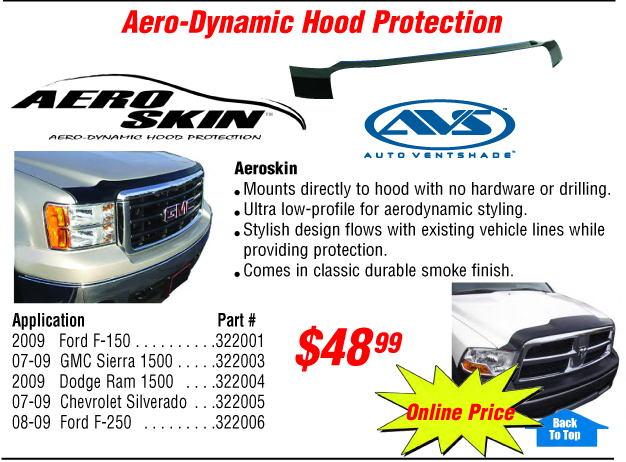 Aero-Dynamic Hood Protection
AERO
SKIN™
AERO-DYNAMIC HOOD PROTECTION
AVS™
AUTO VENTSHADE™
Aeroskin
• Mounts directly to hood with no hardware or drilling.
• Ultra low-profile for aerodynamic styling.
• Stylish design flows with existing vehicle lines while
providing protection.
• Comes in classic durable smoke finish.
GMC
Application Part #
2009 Ford F-150 . . . . . . . . . .322001
07-09 GMC Sierra 1500 . . . . .322003
2009 Dodge Ram 1500 . . . .322004
07-09 Chevrolet Silverado . . .322005
08-09 Ford F-250 . . . . . . . . .322006
$48.99
Online Price
Back
To Top